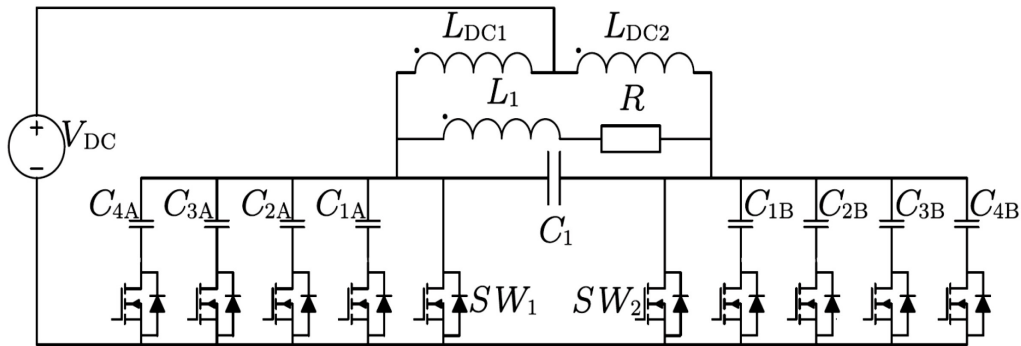 L_DC1 L_DC2
L_1 R
+
V_DC
−
C_4A C_3A C_2A C_1A C_1 C_1B C_2B C_3B C_4B
SW_1 SW_2